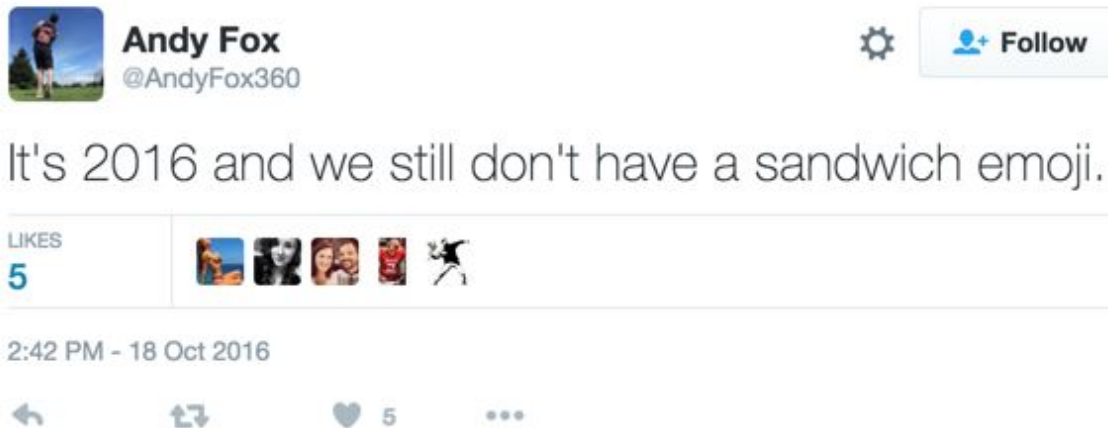 Andy Fox
Follow
@AndyFox360
It's 2016 and we still don't have a sandwich emoji.
LIKES
5
2:42 PM - 18 Oct 2016
5